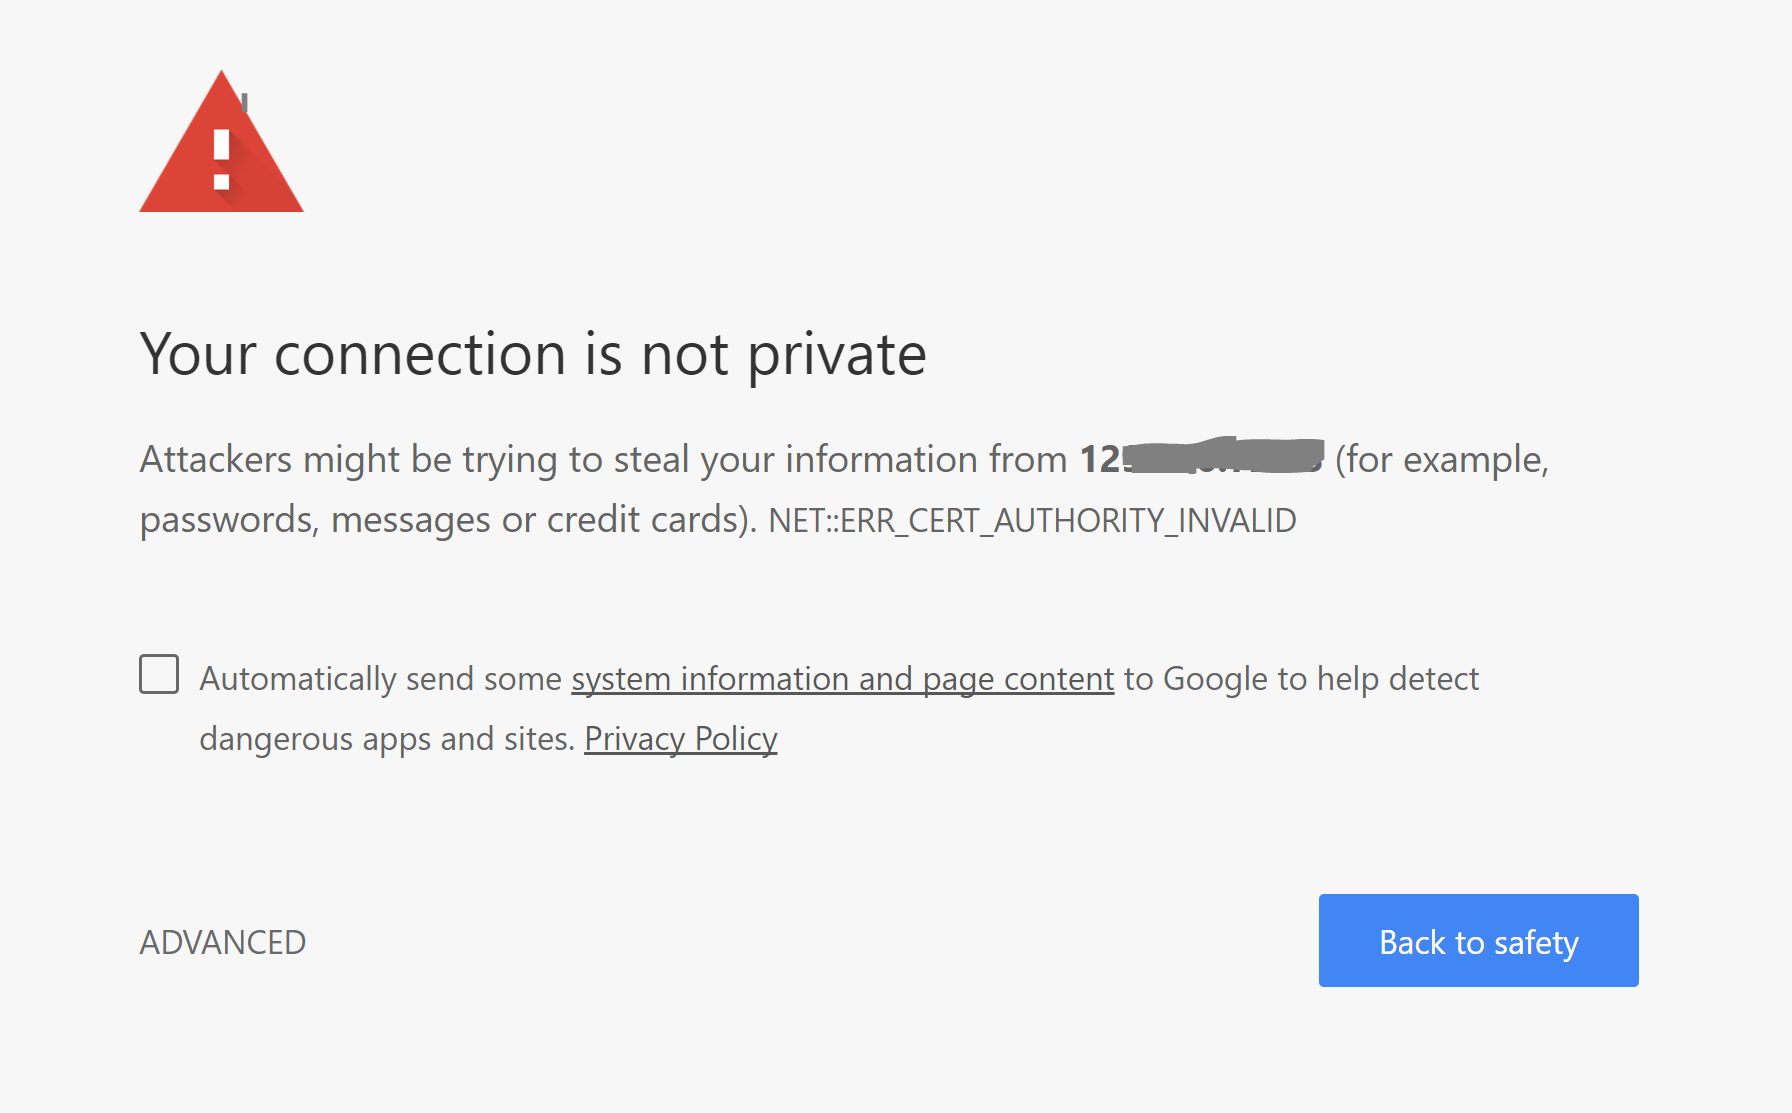 Your connection is not private
Attackers might be trying to steal your information from (for example,
passwords, messages or credit cards). NET::ERR_CERT_AUTHORITY_INVALID
Automatically send some system information and page content to Google to help detect
dangerous apps and sites. Privacy Policy
ADVANCED
Back to safety